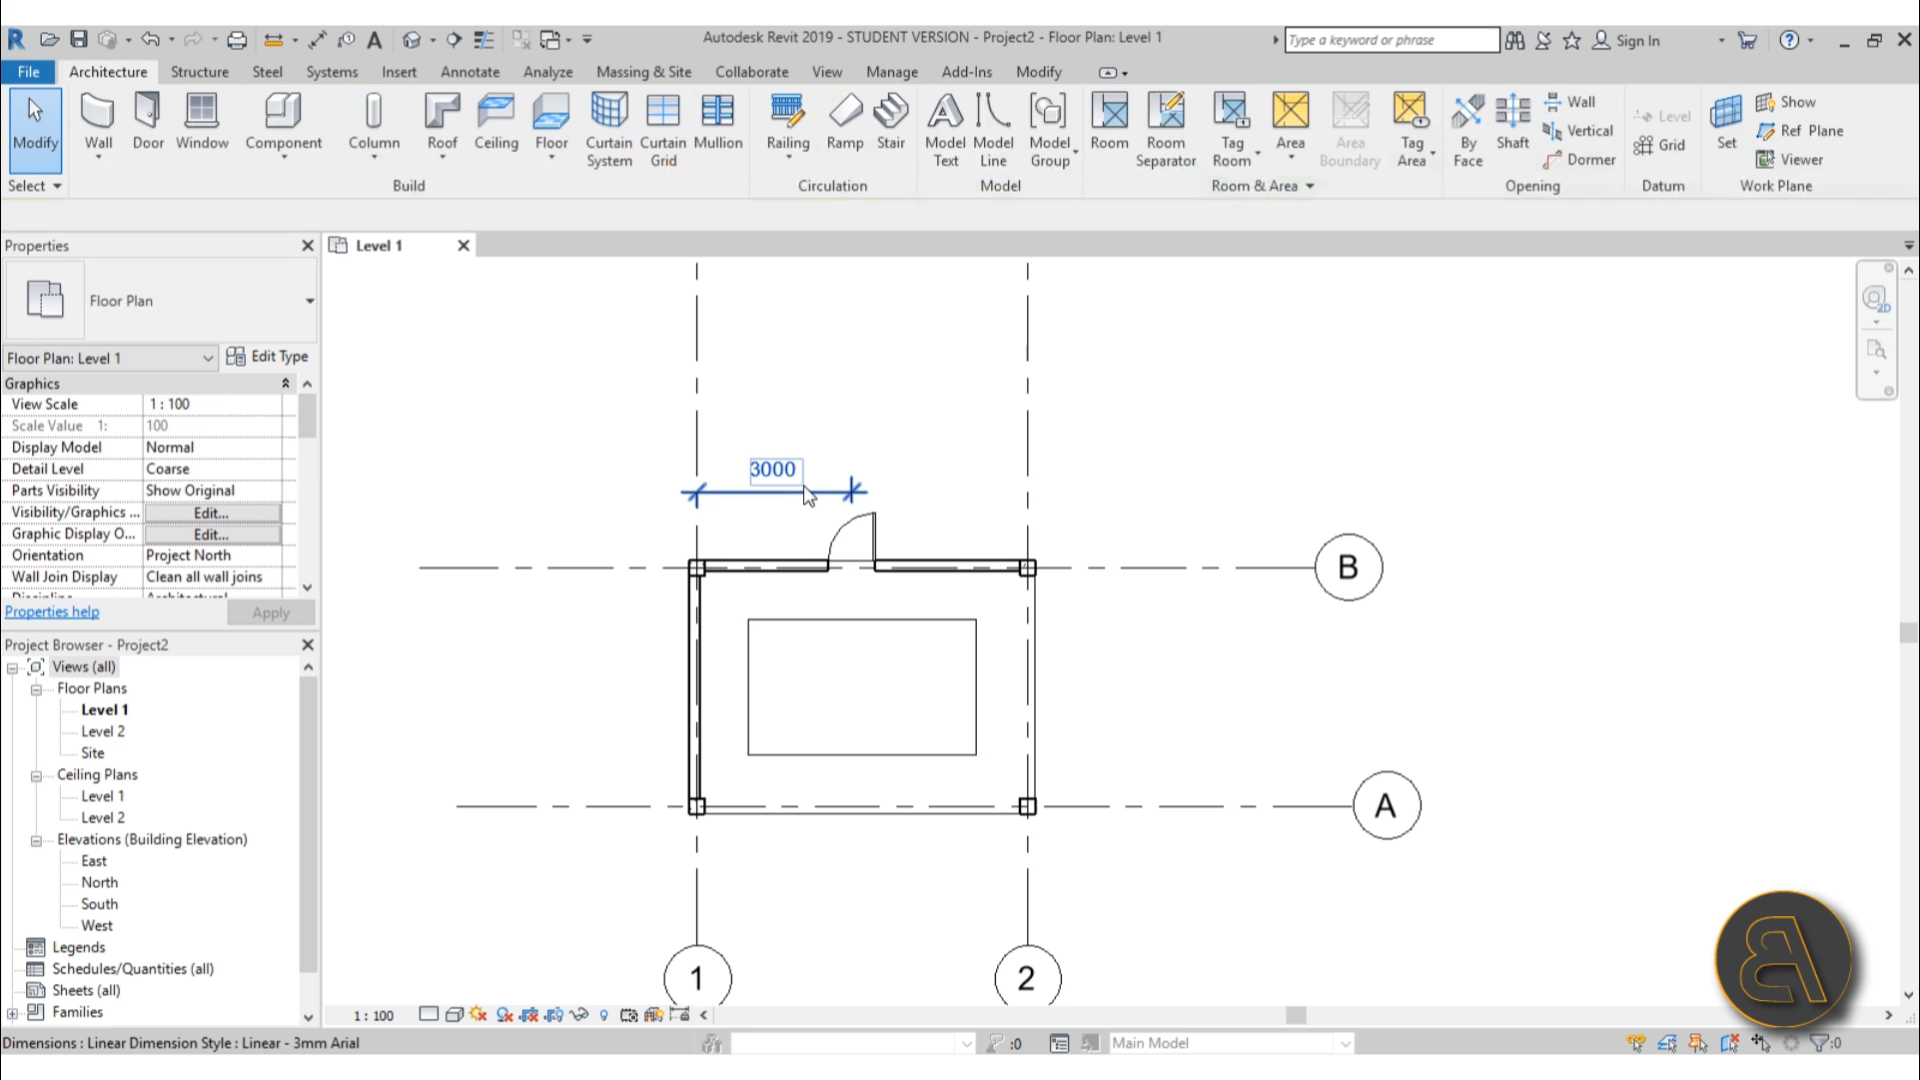 Autodesk Revit 2019 - STUDENT VERSION - Project2 - Floor Plan: Level 1
Type a keyword or phrase
Sign In
File Architecture Structure Steel Systems Insert Annotate Analyze Massing & Site Collaborate View Manage Add-Ins Modify
Modify Wall Door Window Component Column Roof Ceiling Floor Curtain System Curtain Grid Mullion Railing Ramp Stair Model Text Model Line Model Group Room Room Separator Tag Room Area Area Boundary Tag Area By Face Shaft Wall Vertical Dormer Level Grid Set Show Ref Plane Viewer
Select Build Circulation Model Room & Area Opening Datum Work Plane
Properties
Level 1
Floor Plan
Floor Plan: Level 1
Edit Type
Graphics
View Scale 1 : 100
Scale Value 1: 100
Display Model Normal
Detail Level Coarse
Parts Visibility Show Original
Visibility/Graphics ... Edit...
Graphic Display O... Edit...
Orientation Project North
Wall Join Display Clean all wall joins
Properties help
Apply
Project Browser - Project2
Views (all)
Floor Plans
Level 1
Level 2
Site
Ceiling Plans
Level 1
Level 2
Elevations (Building Elevation)
East
North
South
West
Legends
Schedules/Quantities (all)
Sheets (all)
Families
3000
B
A
1
2
1 : 100
Dimensions : Linear Dimension Style : Linear - 3mm Arial
:0
Main Model
:0